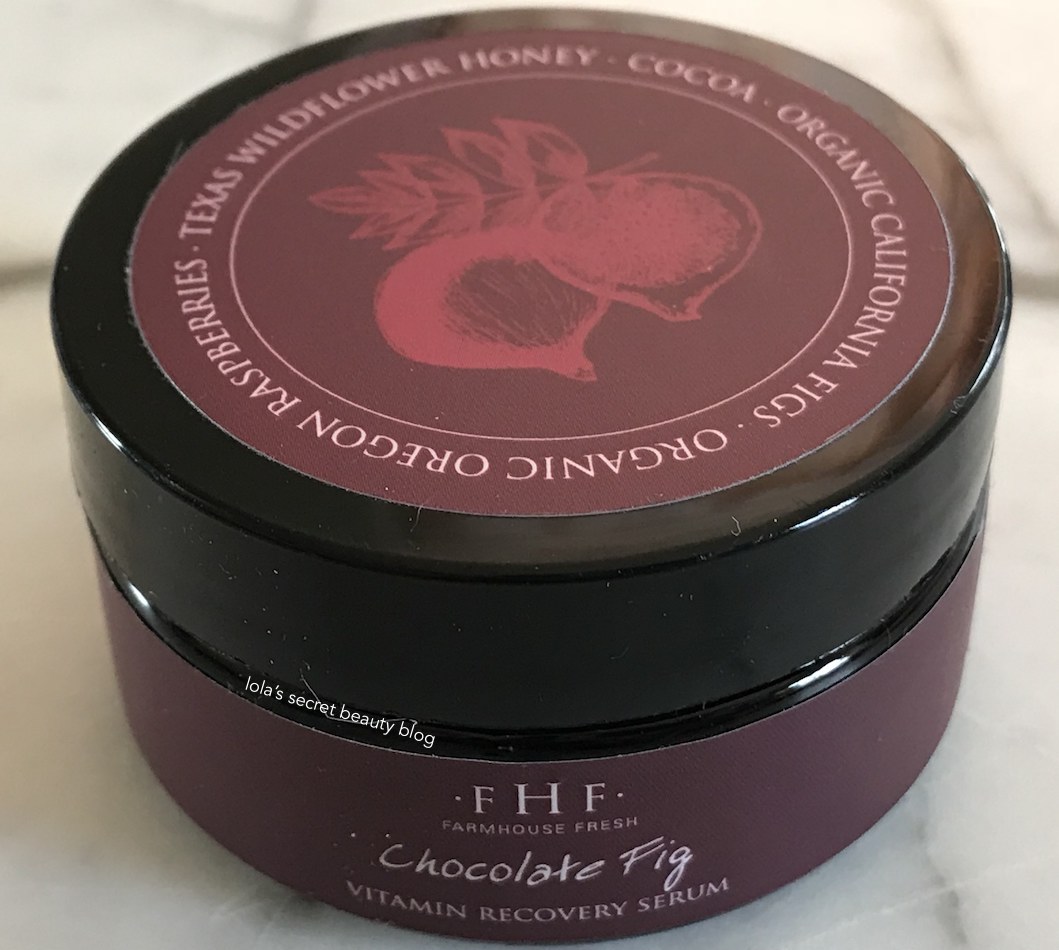 TEXAS WILDFLOWER HONEY · COCOA · ORGANIC CALIFORNIA FIGS · ORGANIC OREGON RASPBERRIES ·
lola's secret beauty blog
·F H F·
FARMHOUSE FRESH
Chocolate Fig
VITAMIN RECOVERY SERUM